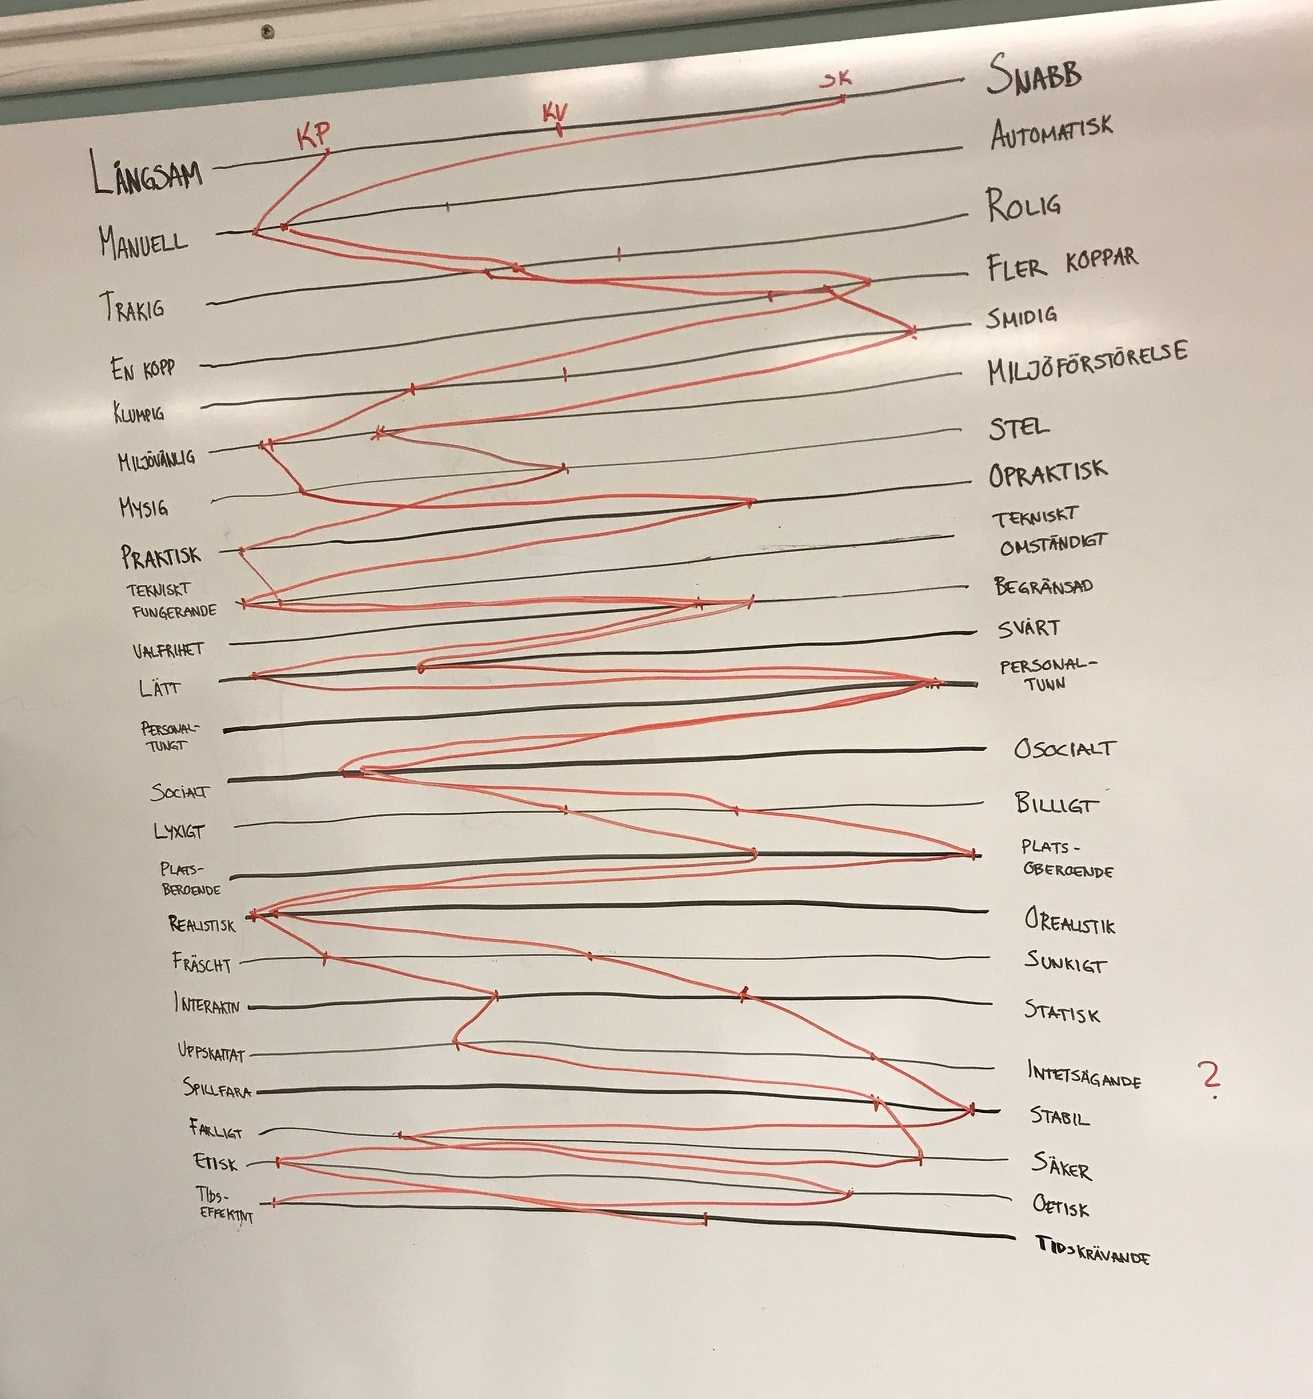 KP KV SK
LÅNGSAM SNABB
MANUELL AUTOMATISK
TRÅKIG ROLIG
EN KOPP FLER KOPPAR
KLUMPIG SMIDIG
MILJÖVÄNLIG MILJÖFÖRSTÖRELSE
MYSIG STEL
PRAKTISK OPRAKTISK
TEKNISKT TEKNISKT
FUNGERANDE OMSTÄNDIGT
VALFRIHET BEGRÄNSAD
LÄTT SVÅRT
PERSONAL- PERSONAL-
TUNGT TUNN
SOCIALT OSOCIALT
LYXIGT BILLIGT
PLATS- PLATS-
BEROENDE OBEROENDE
REALISTISK OREALISTIK
FRÄSCHT SUNKIGT
INTERAKTIV STATISK
UPPSKATTAT INTETSÄGANDE ?
SPILLFARA STABIL
FARLIGT SÄKER
ETISK OETISK
TIDS- TIDSKRÄVANDE
EFFEKTIVT